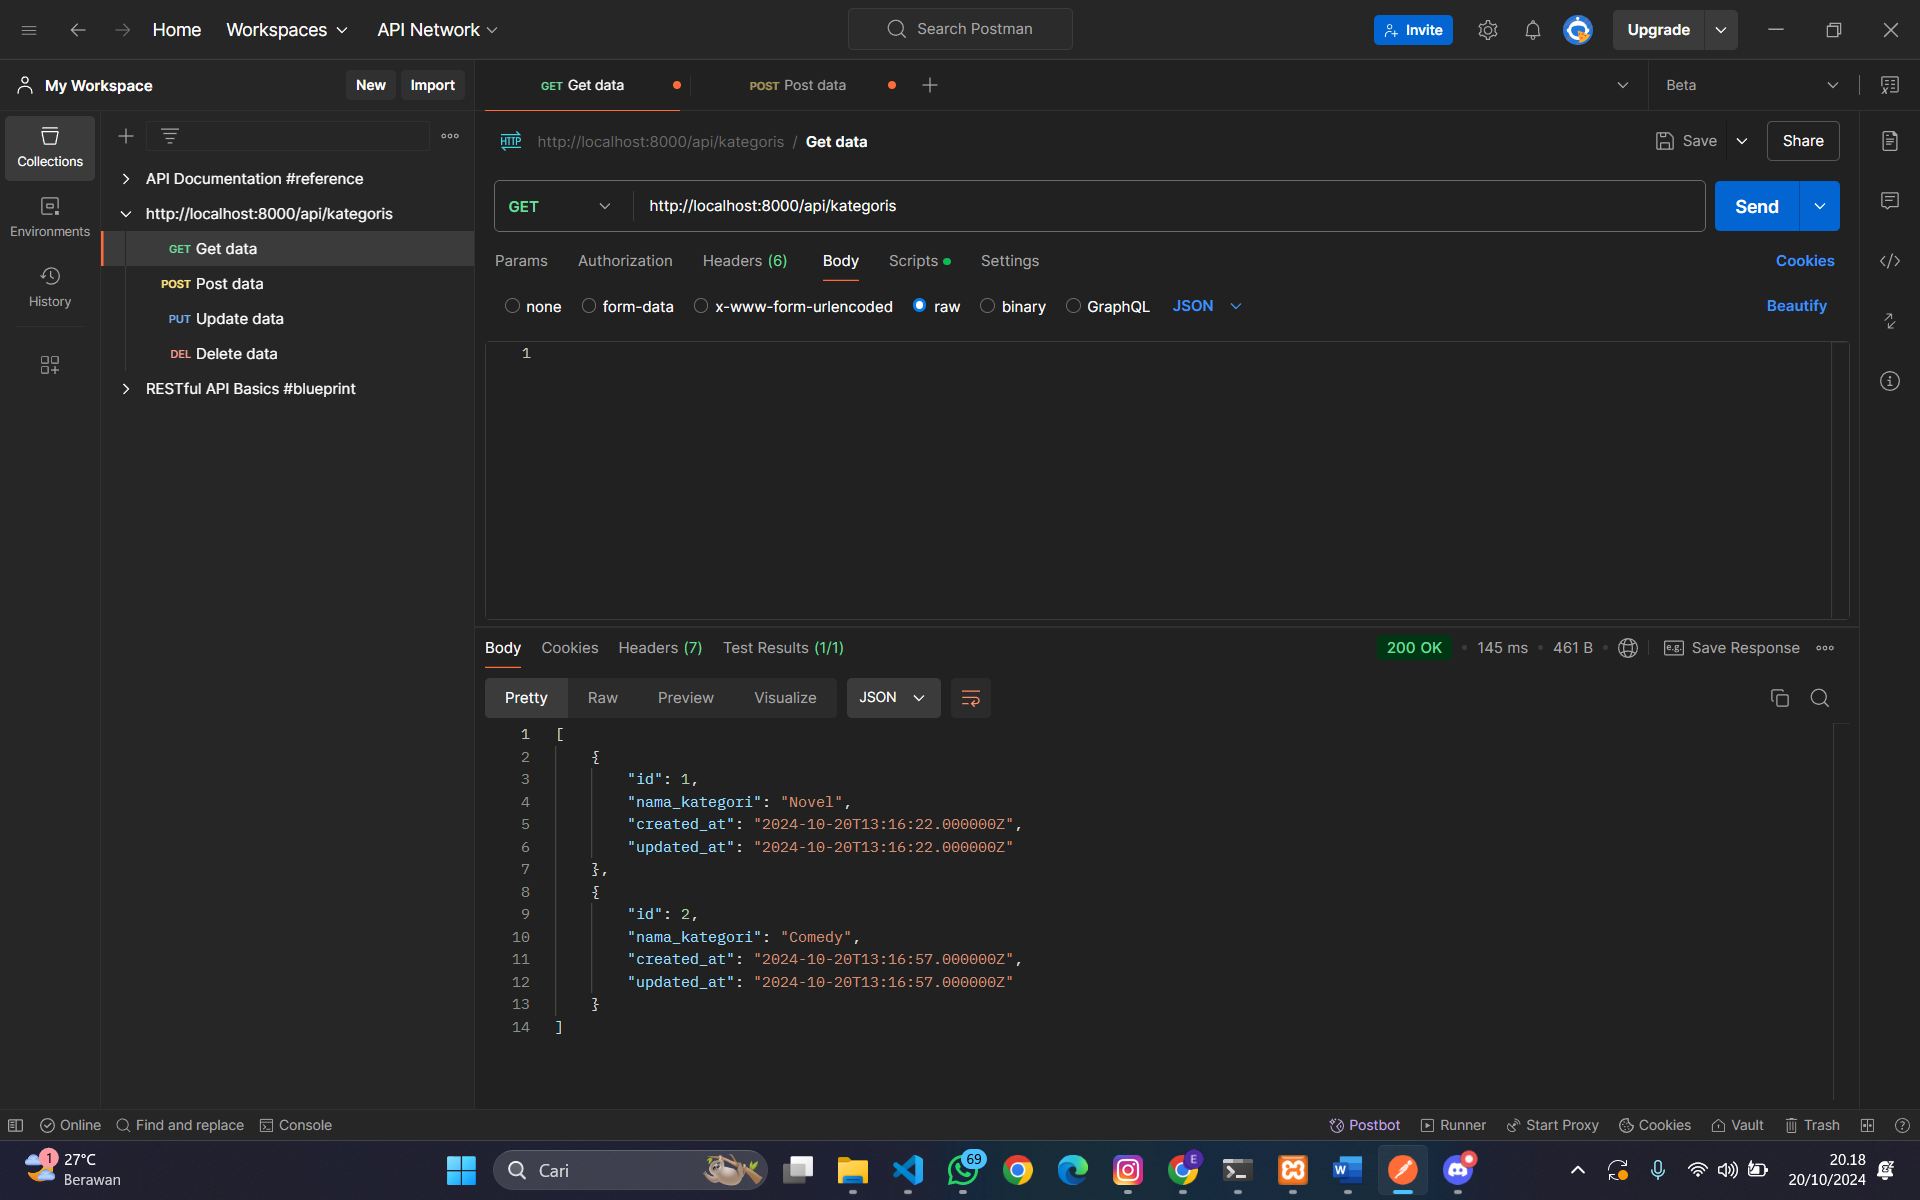 Home Workspaces API Network Search Postman Invite Upgrade
My Workspace New Import GET Get data POST Post data Beta
Collections
Environments
History
API Documentation #reference
http://localhost:8000/api/kategoris
GET Get data
POST Post data
PUT Update data
DEL Delete data
RESTful API Basics #blueprint
HTTP http://localhost:8000/api/kategoris / Get data Save Share
GET http://localhost:8000/api/kategoris Send
Params Authorization Headers (6) Body Scripts Settings Cookies
none form-data x-www-form-urlencoded raw binary GraphQL JSON Beautify
1
Body Cookies Headers (7) Test Results (1/1) 200 OK 145 ms 461 B e.g. Save Response
Pretty Raw Preview Visualize JSON
1 [
2 {
3 "id": 1,
4 "nama_kategori": "Novel",
5 "created_at": "2024-10-20T13:16:22.000000Z",
6 "updated_at": "2024-10-20T13:16:22.000000Z"
7 },
8 {
9 "id": 2,
10 "nama_kategori": "Comedy",
11 "created_at": "2024-10-20T13:16:57.000000Z",
12 "updated_at": "2024-10-20T13:16:57.000000Z"
13 }
14 ]
Online Find and replace Console Postbot Runner Start Proxy Cookies Vault Trash
1 27°C
Berawan
Cari
69
E
20.18
20/10/2024